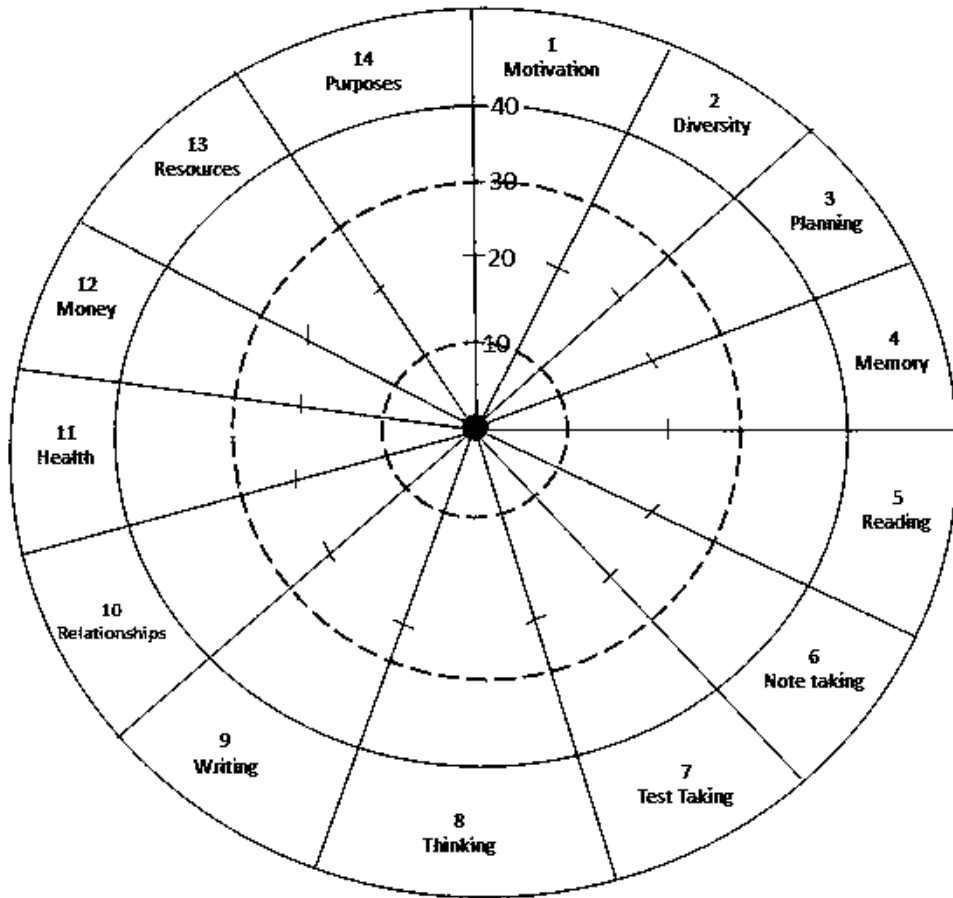 1
Motivation
2
Diversity
3
Planning
4
Memory
5
Reading
6
Note taking
7
Test Taking
8
Thinking
9
Writing
10
Relationships
11
Health
12
Money
13
Resources
14
Purposes
40
30
20
10